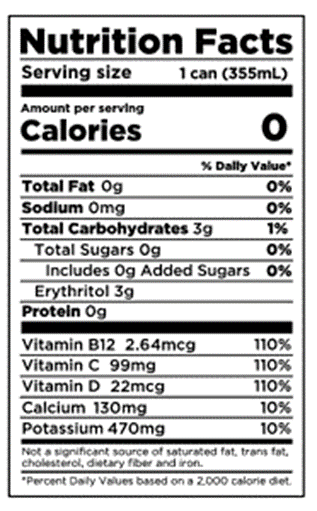 Nutrition Facts
Serving size 1 can (355mL)
Amount per serving
Calories 0
% Daily Value*
Total Fat 0g 0%
Sodium 0mg 0%
Total Carbohydrates 3g 1%
Total Sugars 0g 0%
Includes 0g Added Sugars 0%
Erythritol 3g
Protein 0g
Vitamin B12 2.64mcg 110%
Vitamin C 99mg 110%
Vitamin D 22mcg 110%
Calcium 130mg 10%
Potassium 470mg 10%
Not a significant source of saturated fat, trans fat,
cholesterol, dietary fiber and iron.
*Percent Daily Values based on a 2,000 calorie diet.